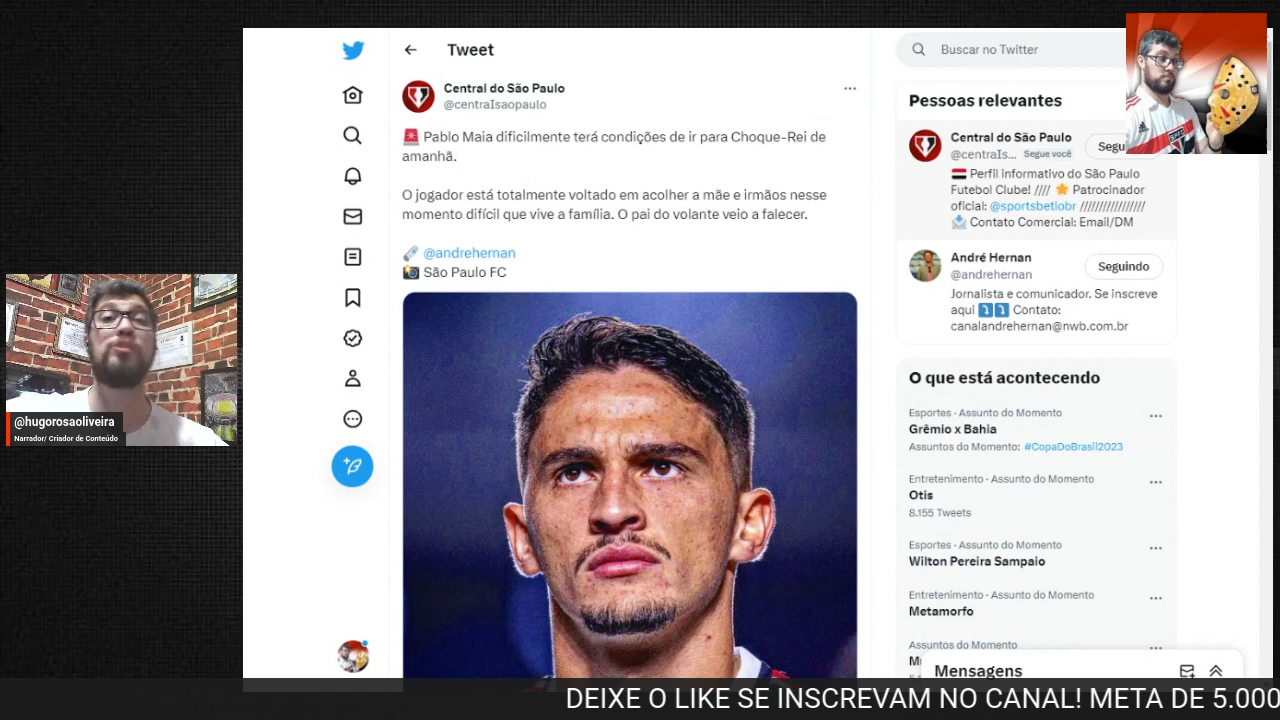 Tweet
Central do São Paulo
@centraIsaopaulo
🚨 Pablo Maia dificilmente terá condições de ir para Choque-Rei de
amanhã.
O jogador está totalmente voltado em acolher a mãe e irmãos nesse
momento difícil que vive a família. O pai do volante veio a falecer.
🗞️ @andrehernan
📸 São Paulo FC
Buscar no Twitter
Pessoas relevantes
Central do São Paulo
@centraIs... Segue você
Segu
🇾🇪 Perfil informativo do São Paulo
Futebol Clube! //// ⭐ Patrocinador
oficial: @sportsbetiobr ////////////////
📩 Contato Comercial: Email/DM
André Hernan
@andrehernan
Seguindo
Jornalista e comunicador. Se inscreve
aqui ⤵️⤵️ Contato:
canalandrehernan@nwb.com.br
O que está acontecendo
Esportes · Assunto do Momento
Grêmio x Bahia
Assuntos do Momento: #CopaDoBrasil2023
Entretenimento · Assunto do Momento
Otis
8.155 Tweets
Esportes · Assunto do Momento
Wilton Pereira Sampaio
Entretenimento · Assunto do Momento
Metamorfo
Assuntos do Momento
Mensagens
@hugorosaoliveira
Narrador/ Criador de Conteúdo
DEIXE O LIKE SE INSCREVAM NO CANAL! META DE 5.000